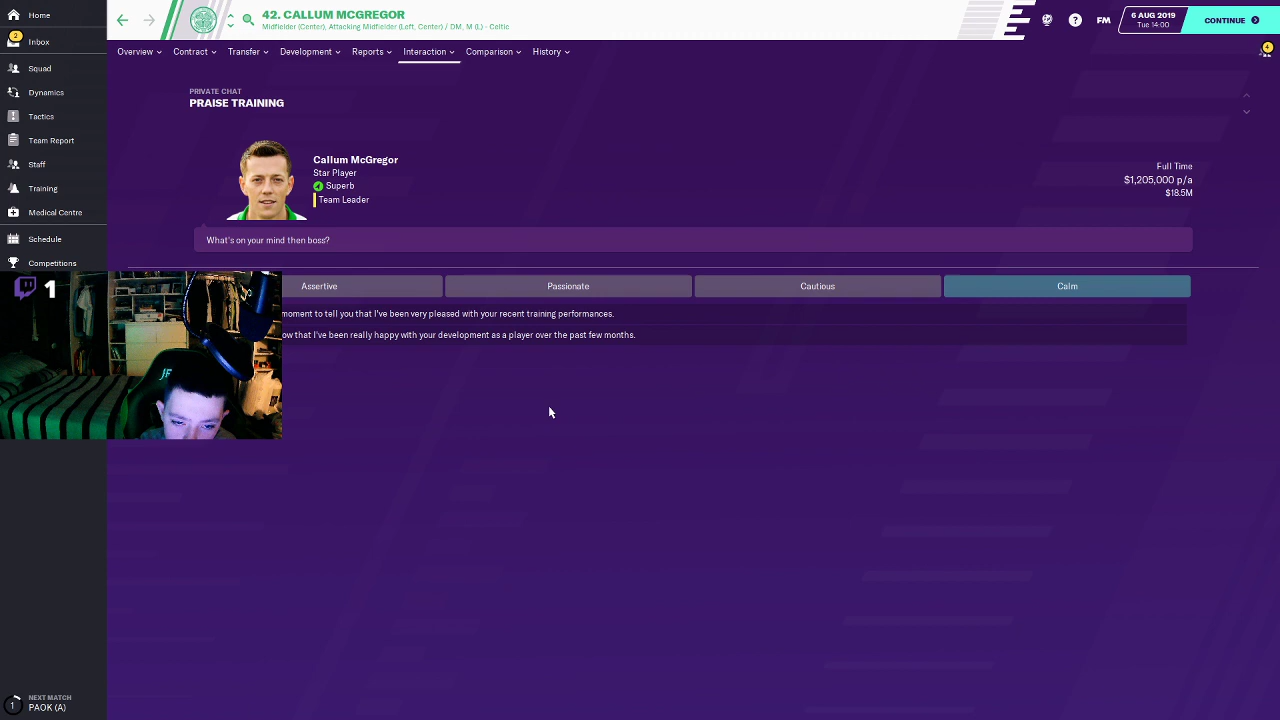 42. CALLUM MCGREGOR
Midfielder (Center), Attacking Midfielder (Left, Center) / DM, M (L) - Celtic
?
FM
6 AUG 2019
Tue 14:00
CONTINUE
2
Inbox
Squad
Dynamics
Tactics
Team Report
Staff
Training
Medical Centre
Schedule
Competitions
Overview
Contract
Transfer
Development
Reports
Interaction
Comparison
History
4
PRIVATE CHAT
PRAISE TRAINING
Callum McGregor
Star Player
Superb
Team Leader
Full Time
$1,205,000 p/a
$18.5M
What's on your mind then boss?
Assertive
Passionate
Cautious
Calm
moment to tell you that I've been very pleased with your recent training performances.
ow that I've been really happy with your development as a player over the past few months.
1
JF
1
NEXT MATCH
PAOK (A)